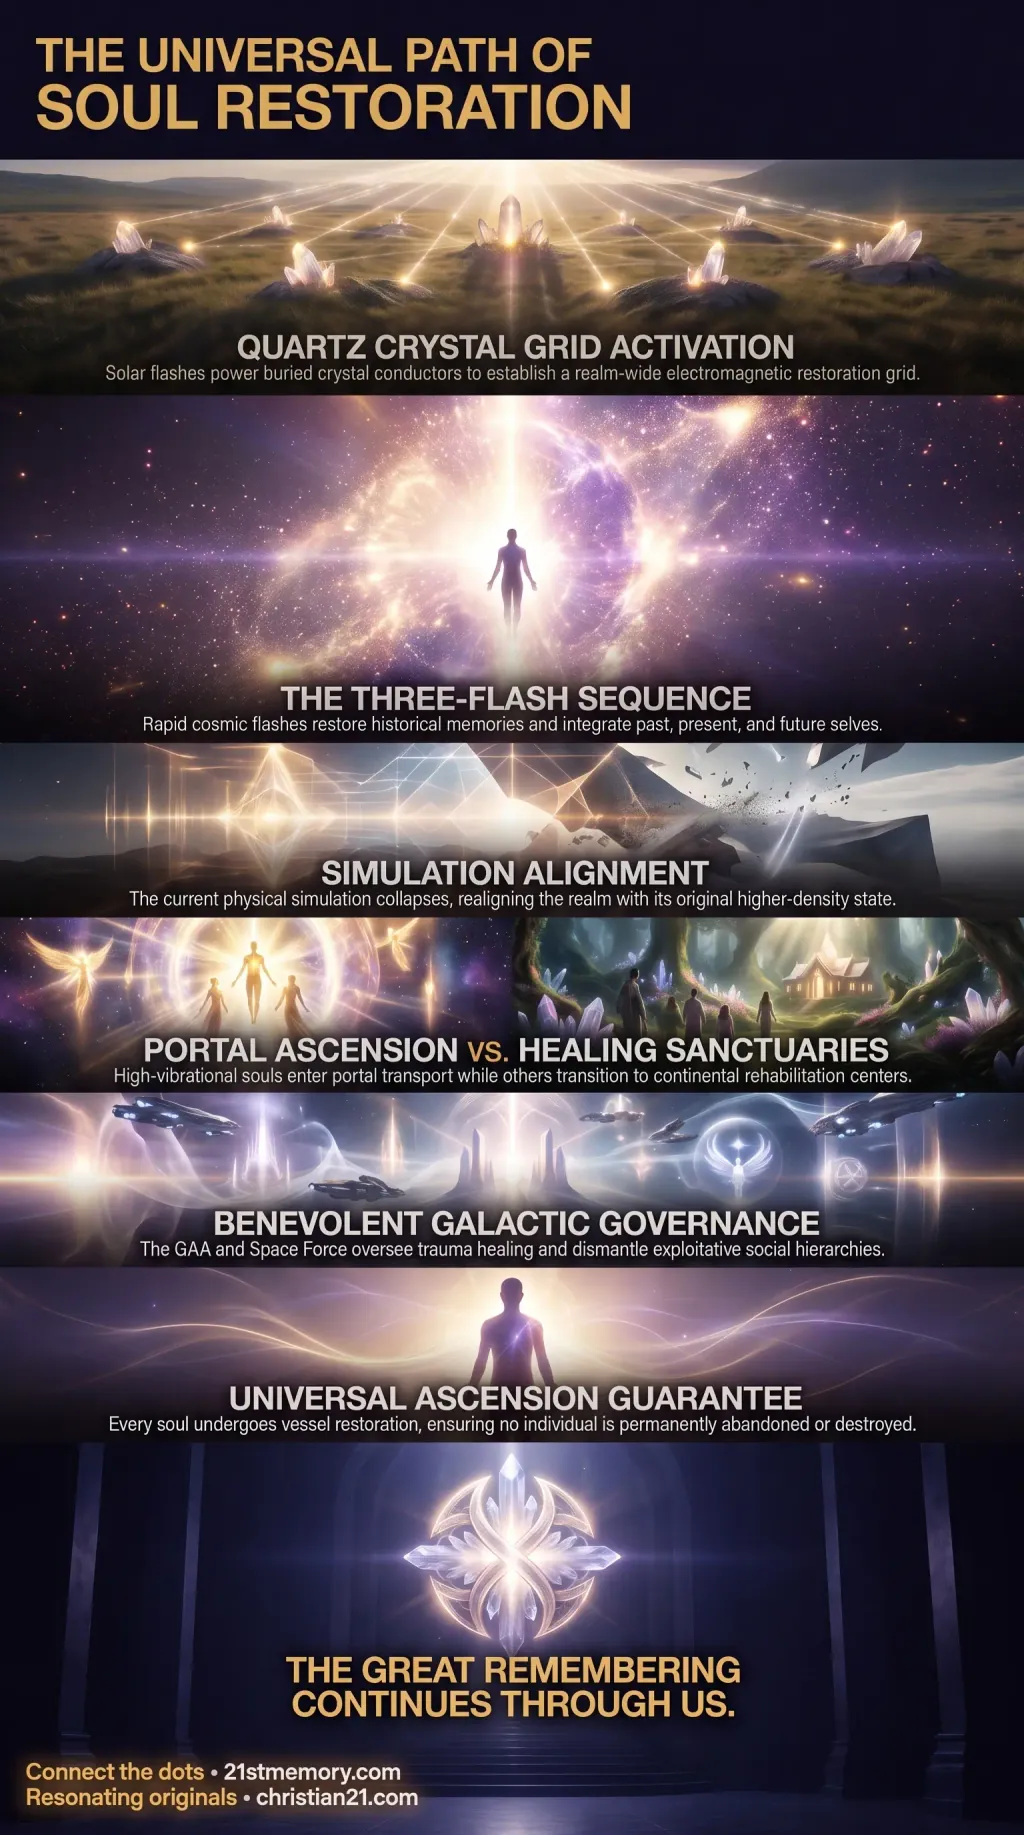 THE UNIVERSAL PATH OF
SOUL RESTORATION
QUARTZ CRYSTAL GRID ACTIVATION
Solar flashes power buried crystal conductors to establish a realm-wide electromagnetic restoration grid.
THE THREE-FLASH SEQUENCE
Rapid cosmic flashes restore historical memories and integrate past, present, and future selves.
SIMULATION ALIGNMENT
The current physical simulation collapses, realigning the realm with its original higher-density state.
PORTAL ASCENSION VS. HEALING SANCTUARIES
High-vibrational souls enter portal transport while others transition to continental rehabilitation centers.
BENEVOLENT GALACTIC GOVERNANCE
The GAA and Space Force oversee trauma healing and dismantle exploitative social hierarchies.
UNIVERSAL ASCENSION GUARANTEE
Every soul undergoes vessel restoration, ensuring no individual is permanently abandoned or destroyed.
THE GREAT REMEMBERING
CONTINUES THROUGH US.
Connect the dots • 21stmemory.com
Resonating originals • christian21.com